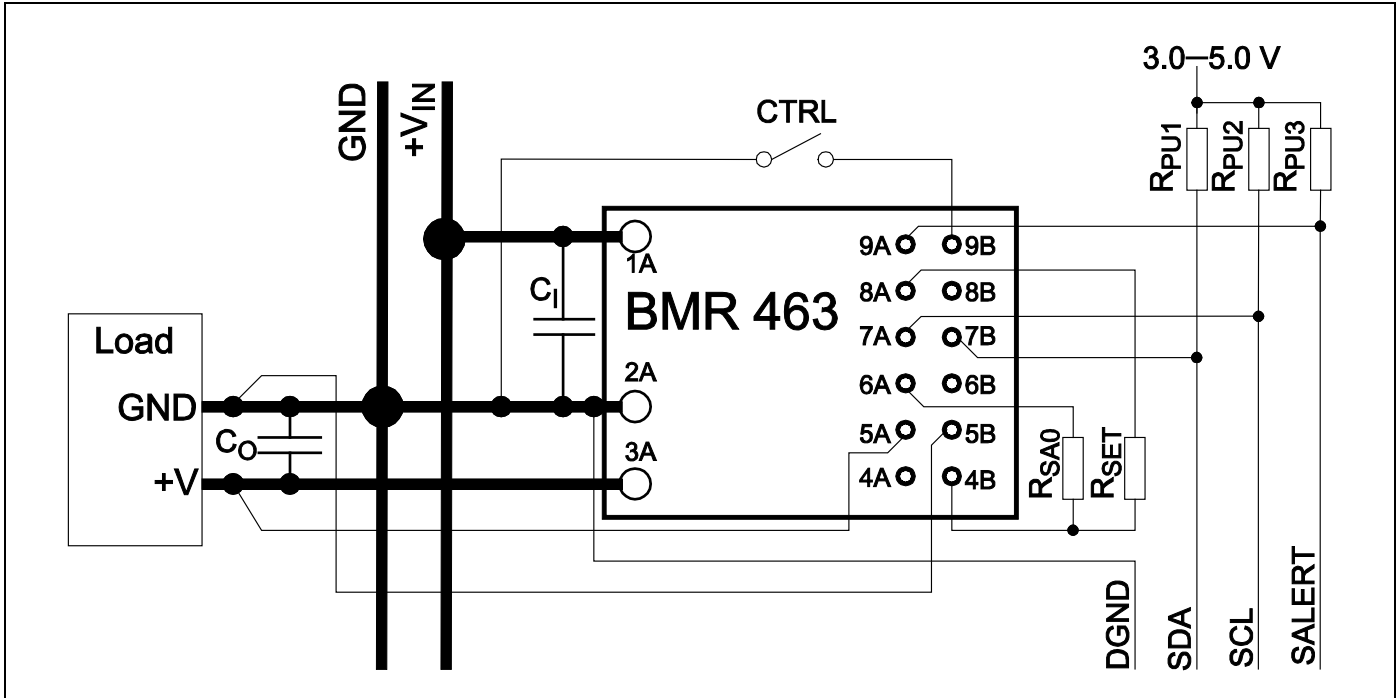 3.0–5.0 V
GND
+VIN
CTRL
RPU1
RPU2
RPU3
1A
9A
9B
CI
BMR 463
8A
8B
Load
7A
7B
2A
6A
6B
GND
CO
3A
5A
5B
+V
4A
4B
RSA0
RSET
DGND
SDA
SCL
SALERT